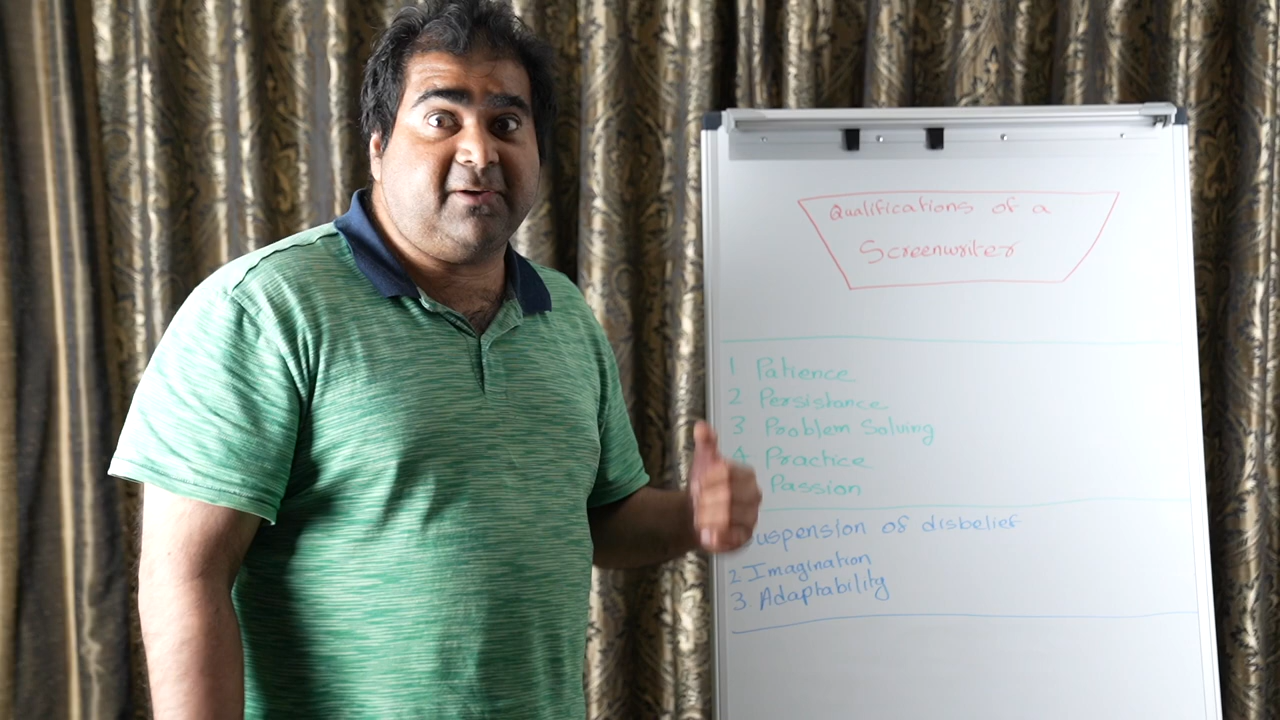 Qualifications of a
Screenwriter
1 Patience
2 Persistance
3 Problem Solving
4 Practice
Passion
uspension of disbelief
2 Imagination
3 Adaptability